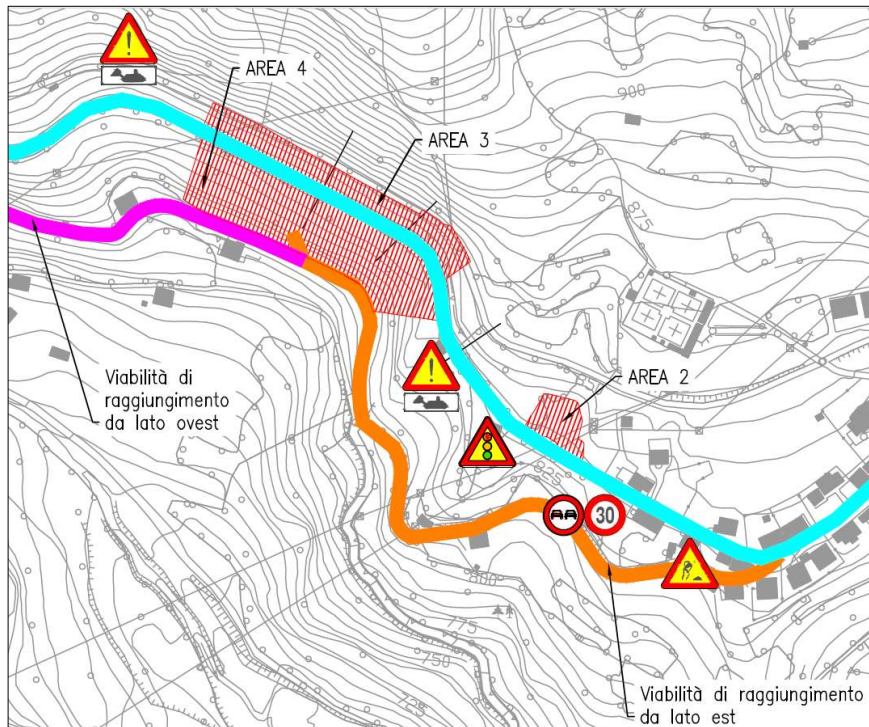 !
AREA 4
AREA 3
900
875
!
AREA 2
Viabilità di
raggiungimento
da lato ovest
825
30
775
750
725
Viabilità di raggiungimento
da lato est